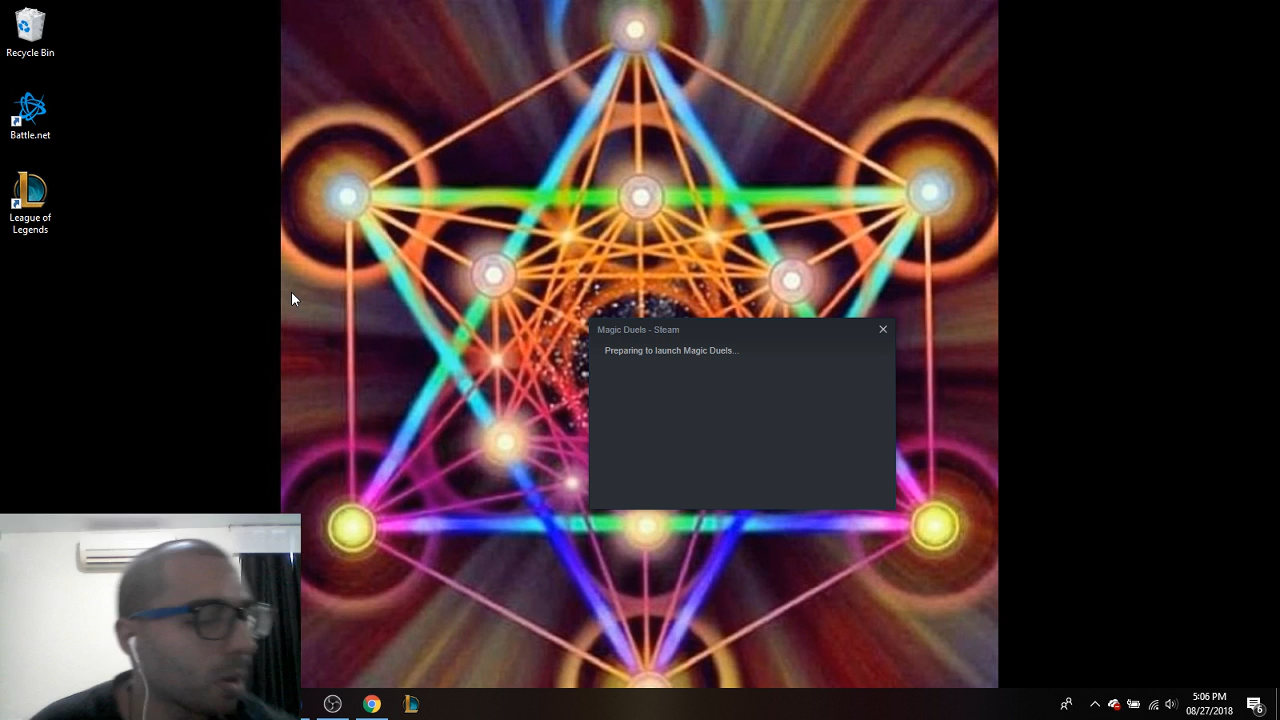 Recycle Bin
Battle.net
League of
Legends
Magic Duels - Steam
Preparing to launch Magic Duels...
5:06 PM
08/27/2018
6